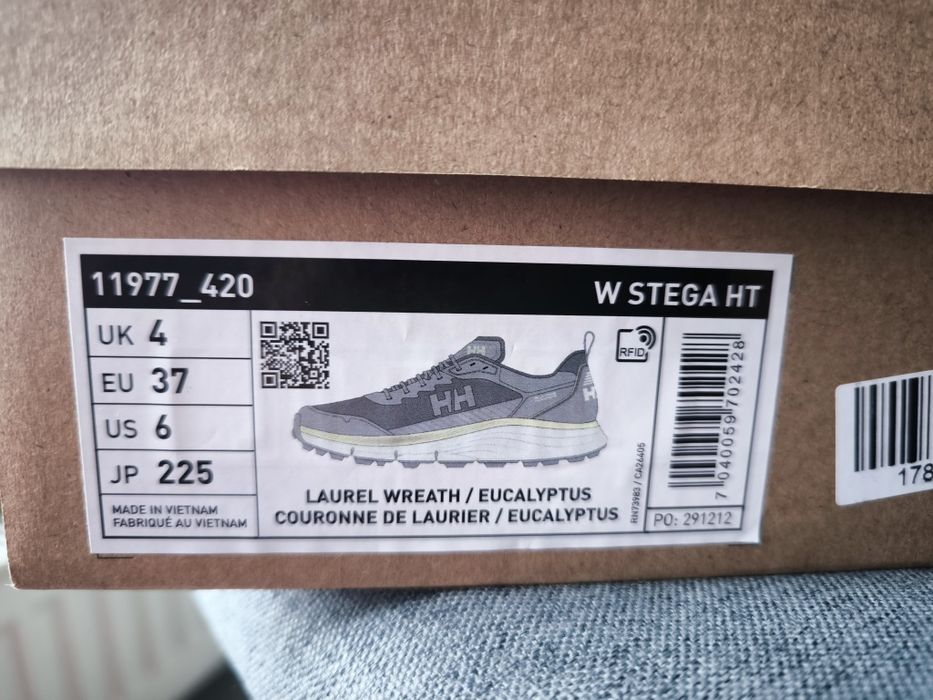 11977_420
W STEGA HT
UK 4
EU 37
US 6
JP 225
MADE IN VIETNAM
FABRIQUÉ AU VIETNAM
HH
HH
RFID
LAUREL WREATH / EUCALYPTUS
COURONNE DE LAURIER / EUCALYPTUS
RN73983 / CA26405
7 040059 702428
PO: 291212
178